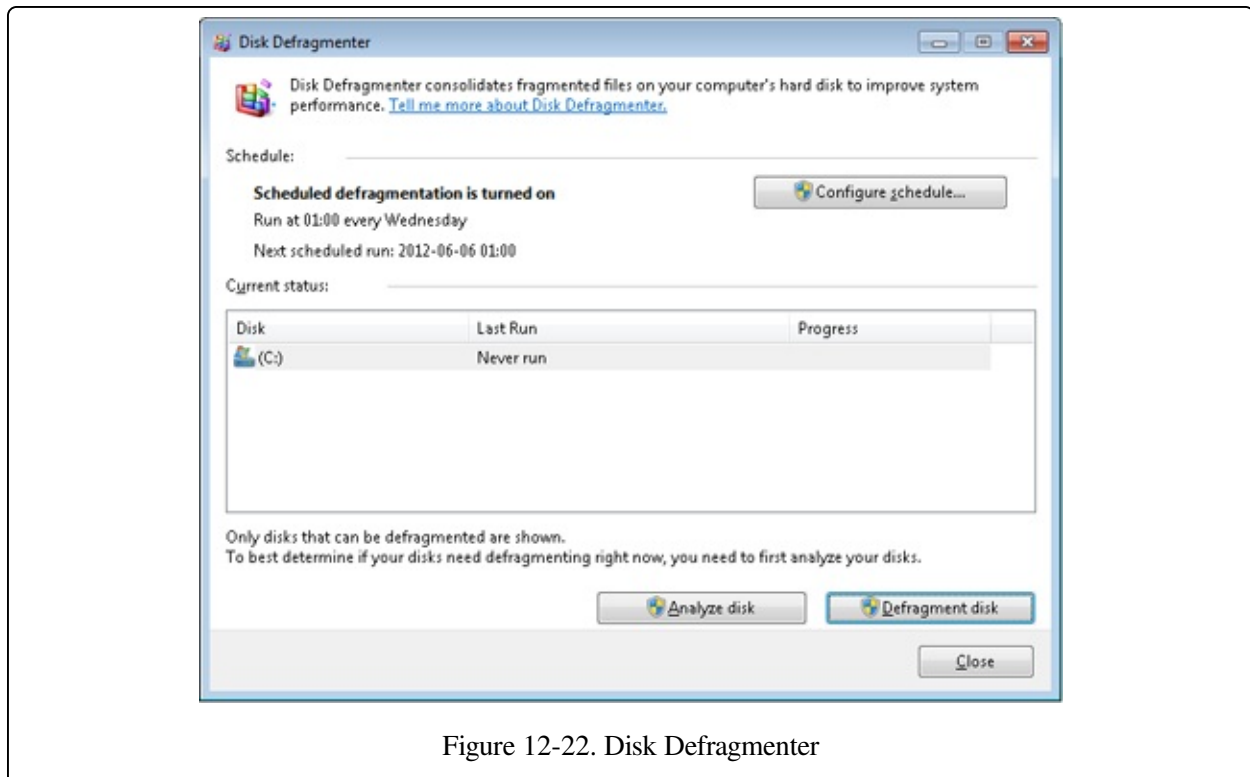 Disk Defragmenter
Disk Defragmenter consolidates fragmented files on your computer's hard disk to improve system
performance. Tell me more about Disk Defragmenter.
Schedule:
Scheduled defragmentation is turned on
Configure schedule...
Run at 01:00 every Wednesday
Next scheduled run: 2012-06-06 01:00
Current status:
Disk Last Run Progress
(C:) Never run
Only disks that can be defragmented are shown.
To best determine if your disks need defragmenting right now, you need to first analyze your disks.
Analyze disk Defragment disk
Close
Figure 12-22. Disk Defragmenter